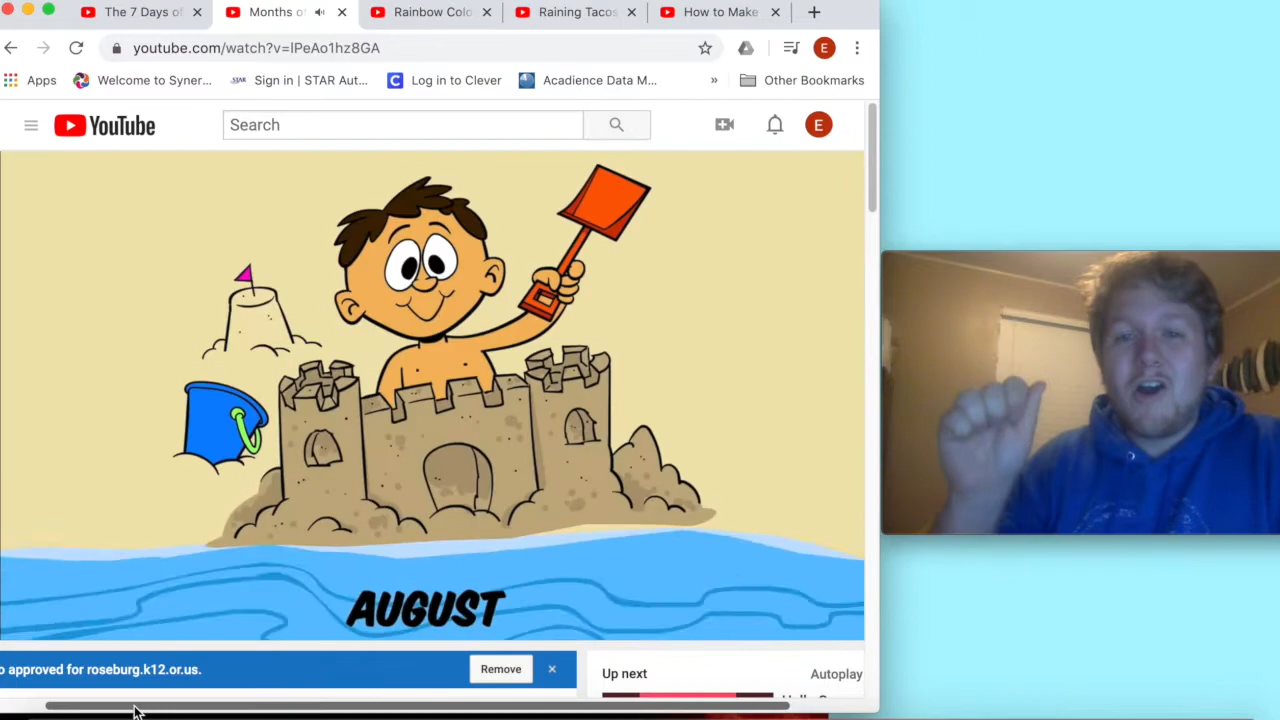 The 7 Days of
Months of
Rainbow Colo
Raining Tacos
How to Make
youtube.com/watch?v=lPeAo1hz8GA
E
Apps
Welcome to Syner...
STAR
Sign in | STAR Aut...
C
Log in to Clever
Acadience Data M...
»
Other Bookmarks
YouTube
Search
E
AUGUST
o approved for roseburg.k12.or.us.
Remove
Up next
Autoplay